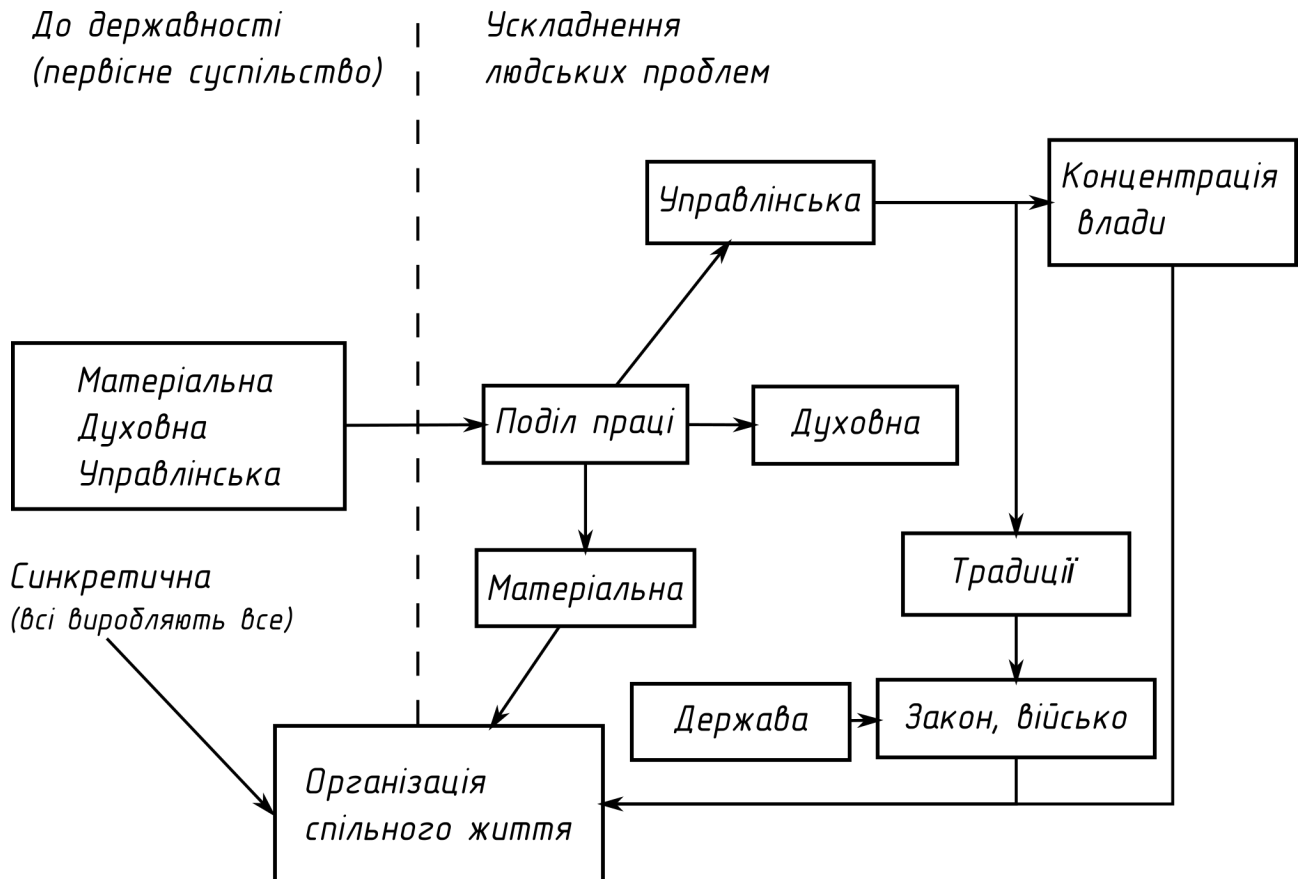 До державності
(первісне суспільство)
Ускладнення
людських проблем
Управлінська
Концентрація
влади
Матеріальна
Духовна
Управлінська
Поділ праці
Духовна
Синкретична
(всі виробляють все)
Матеріальна
Традиції
Держава
Закон, військо
Організація
спільного життя